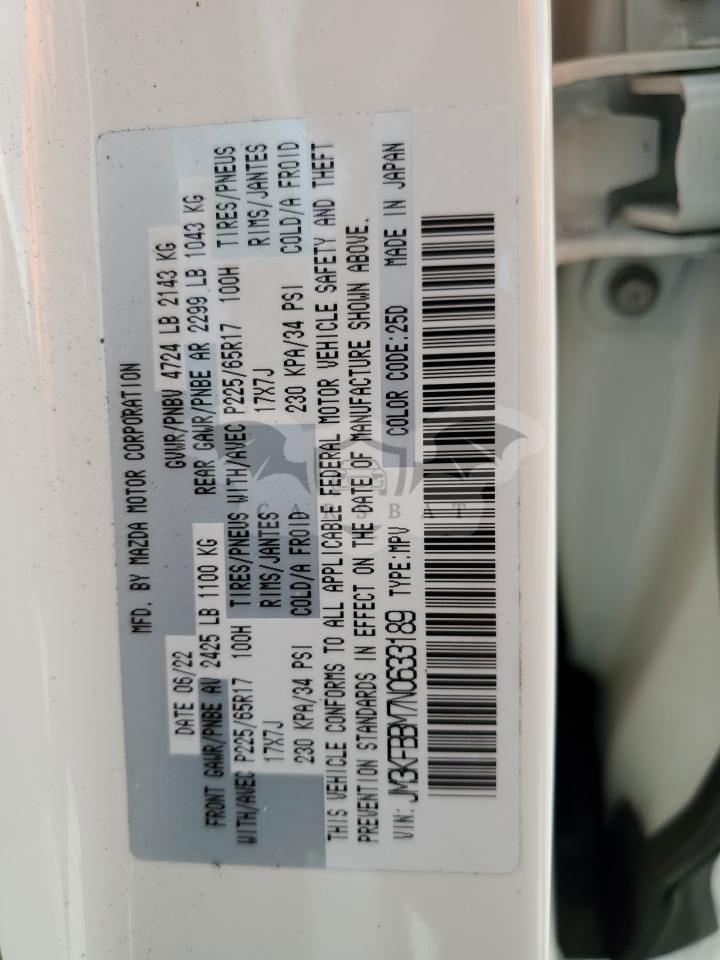 MFD. BY MAZDA MOTOR CORPORATION
DATE 06/22 GVWR/PNBV 4724 LB 2143 KG
FRONT GAWR/PNBE AV 2425 LB 1100 KG REAR GAWR/PNBE AR 2299 LB 1043 KG
WITH/AVEC P225/65R17 100H TIRES/PNEUS WITH/AVEC P225/65R17 100H TIRES/PNEUS
17X7J RIMS/JANTES 17X7J RIMS/JANTES
230 KPA/34 PSI COLD/A FROID 230 KPA/34 PSI COLD/A FROID
THIS VEHICLE CONFORMS TO ALL APPLICABLE FEDERAL MOTOR VEHICLE SAFETY AND THEFT
PREVENTION STANDARDS IN EFFECT ON THE DATE OF MANUFACTURE SHOWN ABOVE.
VIN: JM3KFBBM7N0633189 TYPE:MPV COLOR CODE:25D MADE IN JAPAN
CARSBAT